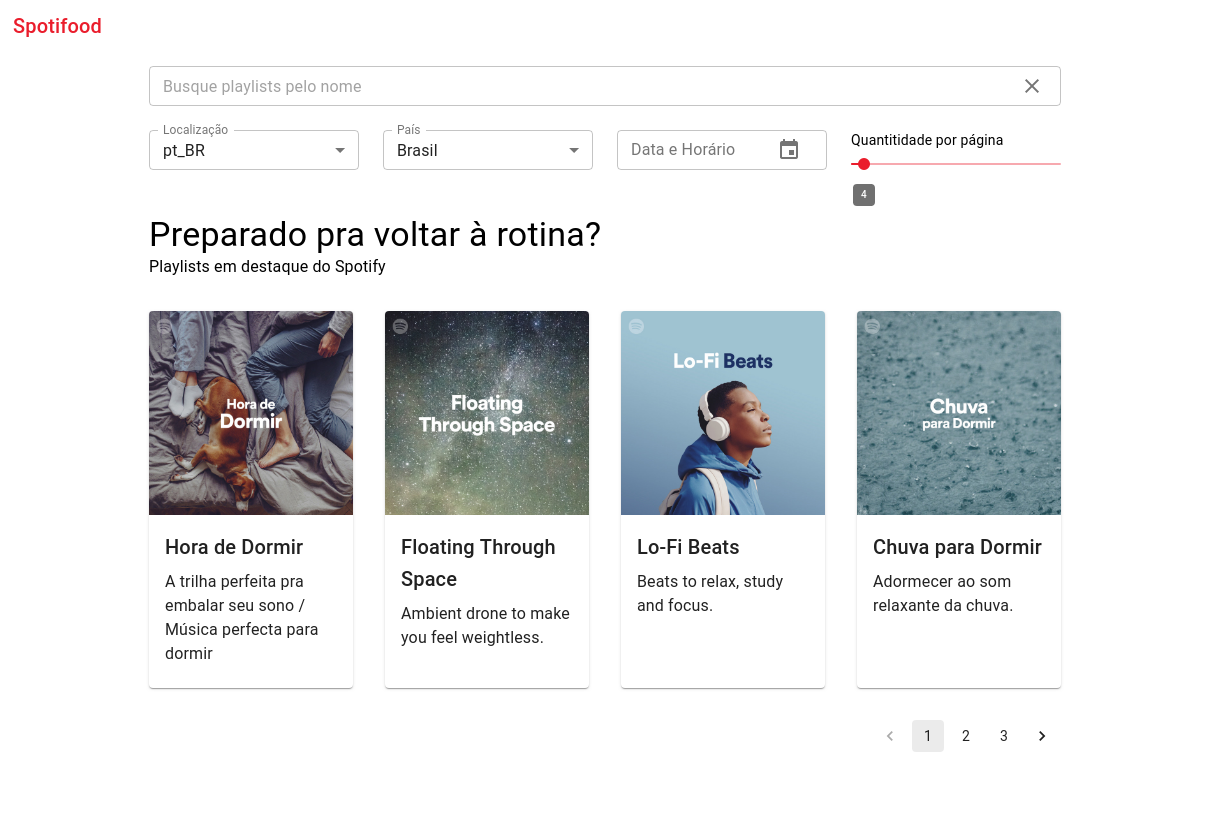 Spotifood
Busque playlists pelo nome
Localização
pt_BR
País
Brasil
Data e Horário
Quantitidade por página
4
Preparado pra voltar à rotina?
Playlists em destaque do Spotify
Hora de
Dormir
Floating
Through Space
Lo-Fi Beats
Chuva
para Dormir
Hora de Dormir
A trilha perfeita pra
embalar seu sono /
Música perfecta para
dormir
Floating Through
Space
Ambient drone to make
you feel weightless.
Lo-Fi Beats
Beats to relax, study
and focus.
Chuva para Dormir
Adormecer ao som
relaxante da chuva.
1 2 3